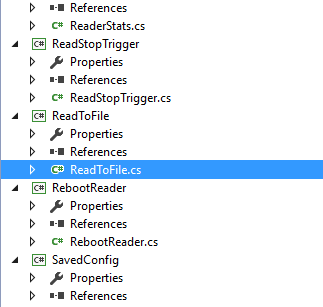 References
C# ReaderStats.cs
C# ReadStopTrigger
Properties
References
C# ReadStopTrigger.cs
C# ReadToFile
Properties
References
C# ReadToFile.cs
C# RebootReader
Properties
References
C# RebootReader.cs
C# SavedConfig
Properties
References